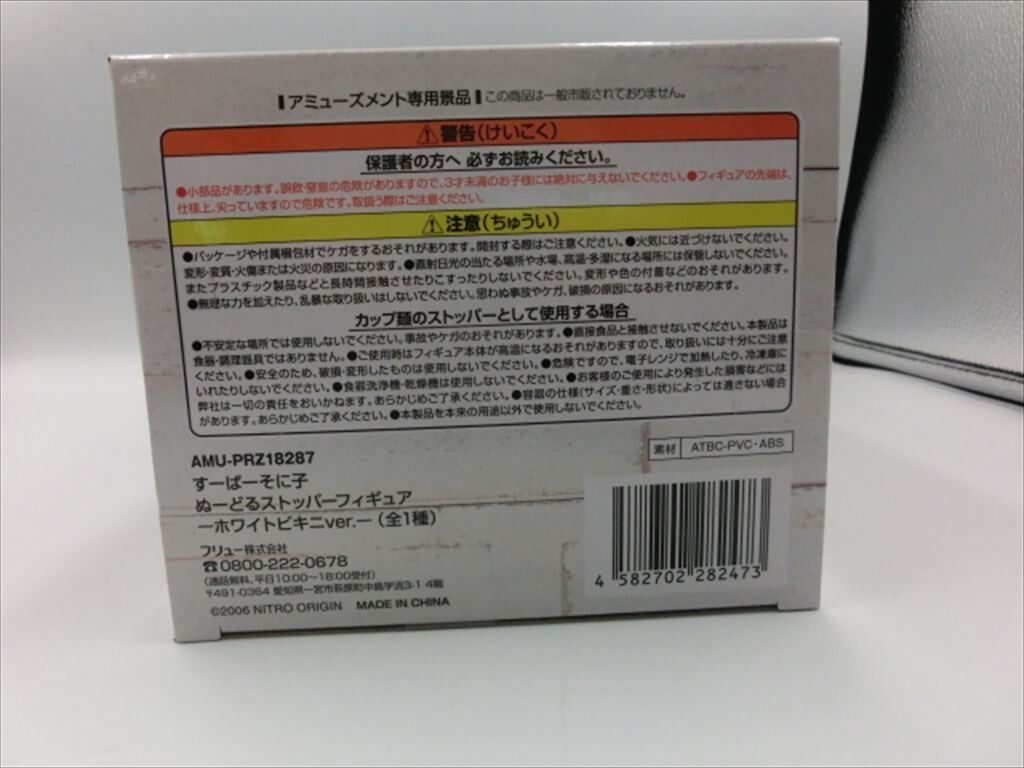 アミューズメント専用景品 この商品は一般市販されておりません。
警告(けいこく)
保護者の方へ 必ずお読みください。
●小部品があります。誤飲・窒息の危険がありますので、3才未満のお子様には絶対に与えないでください。●フィギュアの先端は、
仕様上、尖っていますので危険です。取扱う際はご注意ください。
注意(ちゅうい)
●パッケージや付属梱包材でケガをするおそれがあります。開封する際はご注意ください。●火気には近づけないでください。
変形・変質・火傷または火災の原因になります。●直射日光の当たる場所や水場、高温・多湿になる場所には保管しないでください。
またプラスチック製品などと長時間接触させたりこすったりしないでください。変形や色の付着などのおそれがあります。
●無理な力を加えたり、乱暴な取り扱いはしないでください。思わぬ事故やケガ、破損の原因になるおそれがあります。
カップ麺のストッパーとして使用する場合
●不安定な場所では使用しないでください。事故やケガのおそれがあります。●直接食品と接触させないでください。本製品は
食器・調理器具ではありません。●ご使用時はフィギュア本体が高温になるおそれがありますので、取り扱いには十分にご注意
ください。●安全のため、破損・変形したものは使用しないでください。●危険ですので、電子レンジで加熱したり、冷凍庫に
いれたりしないでください。●食器洗浄機・乾燥機は使用しないでください。●お客様のご使用により発生した損害などには
弊社は一切の責任をおいかねます。あらかじめご了承ください。●容器の仕様(サイズ・重さ・形状)によっては適さない場合
があります。あらかじめご了承ください。●本製品を本来の用途以外で使用しないでください。
素材 ATBC-PVC・ABS
AMU-PRZ18287
すーぱーそに子
ぬーどるストッパーフィギュア
ーホワイトビキニver.ー(全1種)
フリュー株式会社
☎0800-222-0678
(通話無料、平日10:00～18:00受付)
〒491-0364 愛知県一宮市萩原町中島字流3-1 4階
©2006 NITRO ORIGIN MADE IN CHINA
4 582702 282473